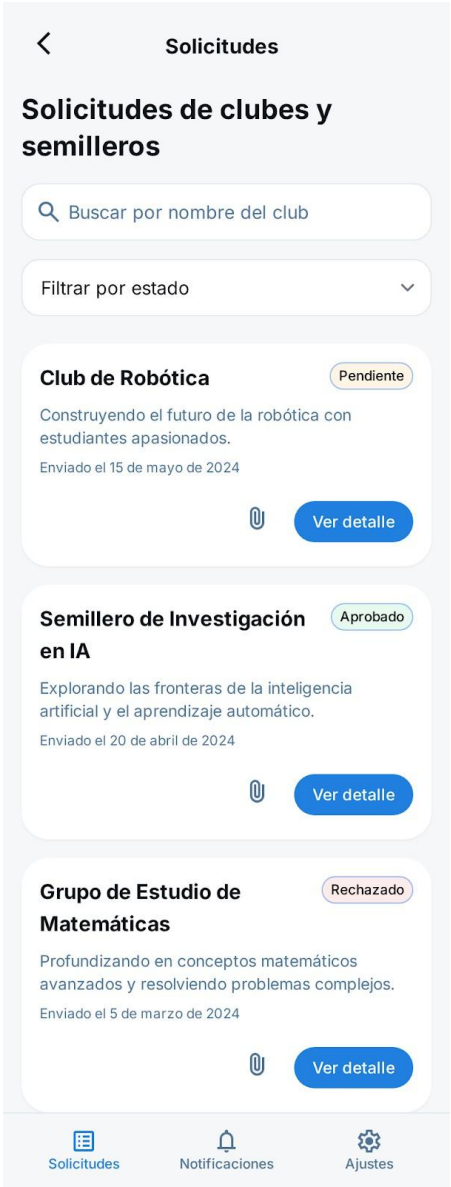 Solicitudes
Solicitudes de clubes y
semilleros
Buscar por nombre del club
Filtrar por estado
Club de Robótica
Pendiente
Construyendo el futuro de la robótica con
estudiantes apasionados.
Enviado el 15 de mayo de 2024
Ver detalle
Semillero de Investigación
en IA
Aprobado
Explorando las fronteras de la inteligencia
artificial y el aprendizaje automático.
Enviado el 20 de abril de 2024
Ver detalle
Grupo de Estudio de
Matemáticas
Rechazado
Profundizando en conceptos matemáticos
avanzados y resolviendo problemas complejos.
Enviado el 5 de marzo de 2024
Ver detalle
Solicitudes
Notificaciones
Ajustes